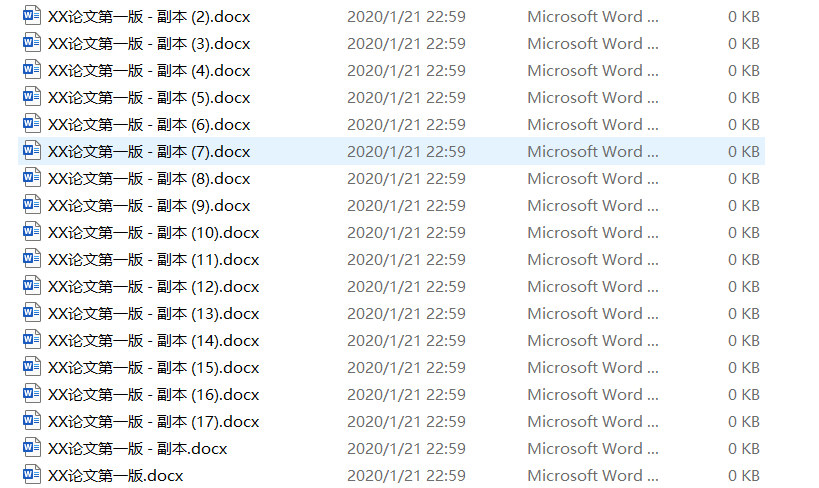 XX论文第一版 - 副本 (2).docx 2020/1/21 22:59 Microsoft Word ... 0 KB
XX论文第一版 - 副本 (3).docx 2020/1/21 22:59 Microsoft Word ... 0 KB
XX论文第一版 - 副本 (4).docx 2020/1/21 22:59 Microsoft Word ... 0 KB
XX论文第一版 - 副本 (5).docx 2020/1/21 22:59 Microsoft Word ... 0 KB
XX论文第一版 - 副本 (6).docx 2020/1/21 22:59 Microsoft Word ... 0 KB
XX论文第一版 - 副本 (7).docx 2020/1/21 22:59 Microsoft Word ... 0 KB
XX论文第一版 - 副本 (8).docx 2020/1/21 22:59 Microsoft Word ... 0 KB
XX论文第一版 - 副本 (9).docx 2020/1/21 22:59 Microsoft Word ... 0 KB
XX论文第一版 - 副本 (10).docx 2020/1/21 22:59 Microsoft Word ... 0 KB
XX论文第一版 - 副本 (11).docx 2020/1/21 22:59 Microsoft Word ... 0 KB
XX论文第一版 - 副本 (12).docx 2020/1/21 22:59 Microsoft Word ... 0 KB
XX论文第一版 - 副本 (13).docx 2020/1/21 22:59 Microsoft Word ... 0 KB
XX论文第一版 - 副本 (14).docx 2020/1/21 22:59 Microsoft Word ... 0 KB
XX论文第一版 - 副本 (15).docx 2020/1/21 22:59 Microsoft Word ... 0 KB
XX论文第一版 - 副本 (16).docx 2020/1/21 22:59 Microsoft Word ... 0 KB
XX论文第一版 - 副本 (17).docx 2020/1/21 22:59 Microsoft Word ... 0 KB
XX论文第一版 - 副本.docx 2020/1/21 22:59 Microsoft Word ... 0 KB
XX论文第一版.docx 2020/1/21 22:59 Microsoft Word ... 0 KB